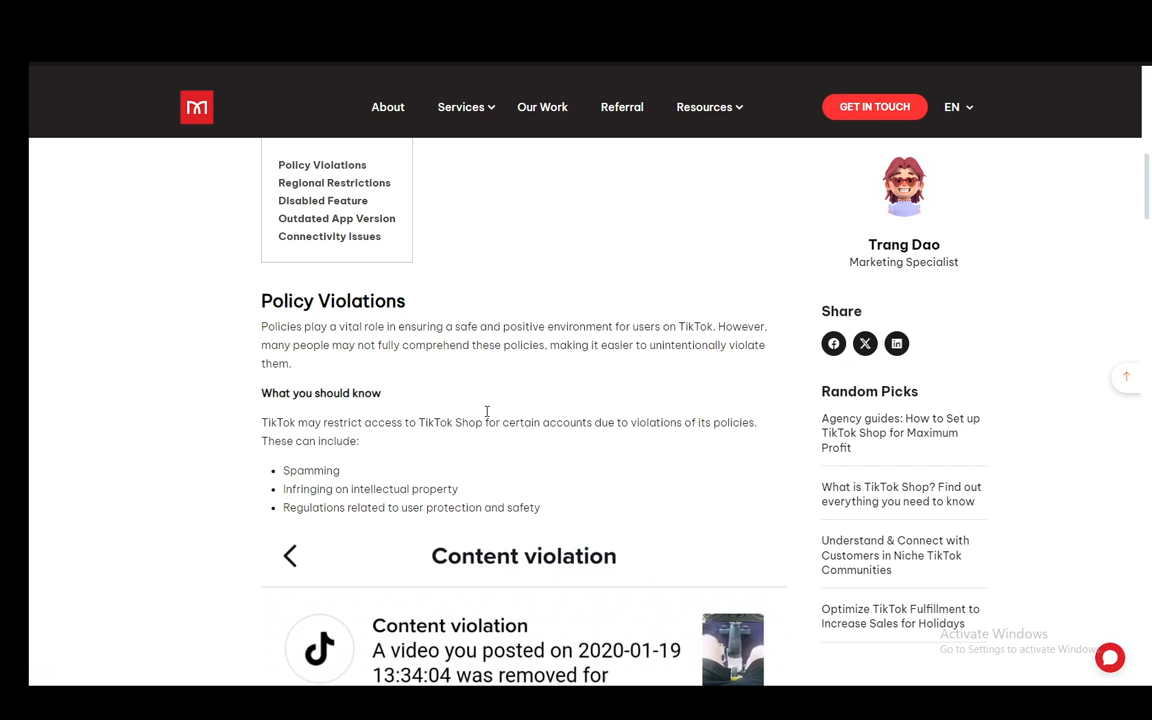 About
Services
Our Work
Referral
Resources
GET IN TOUCH
EN
Policy Violations
Regional Restrictions
Disabled Feature
Outdated App Version
Connectivity Issues
Policy Violations
Policies play a vital role in ensuring a safe and positive environment for users on TikTok. However,
many people may not fully comprehend these policies, making it easier to unintentionally violate
them.
What you should know
TikTok may restrict access to TikTok Shop for certain accounts due to violations of its policies.
These can include:
Spamming
Infringing on intellectual property
Regulations related to user protection and safety
Content violation
Content violation
A video you posted on 2020-01-19
13:34:04 was removed for
Trang Dao
Marketing Specialist
Share
Random Picks
Agency guides: How to Set up
TikTok Shop for Maximum
Profit
What is TikTok Shop? Find out
everything you need to know
Understand & Connect with
Customers in Niche TikTok
Communities
Optimize TikTok Fulfillment to
Increase Sales for Holidays
Activate Windows
Go to Settings to activate Windows.